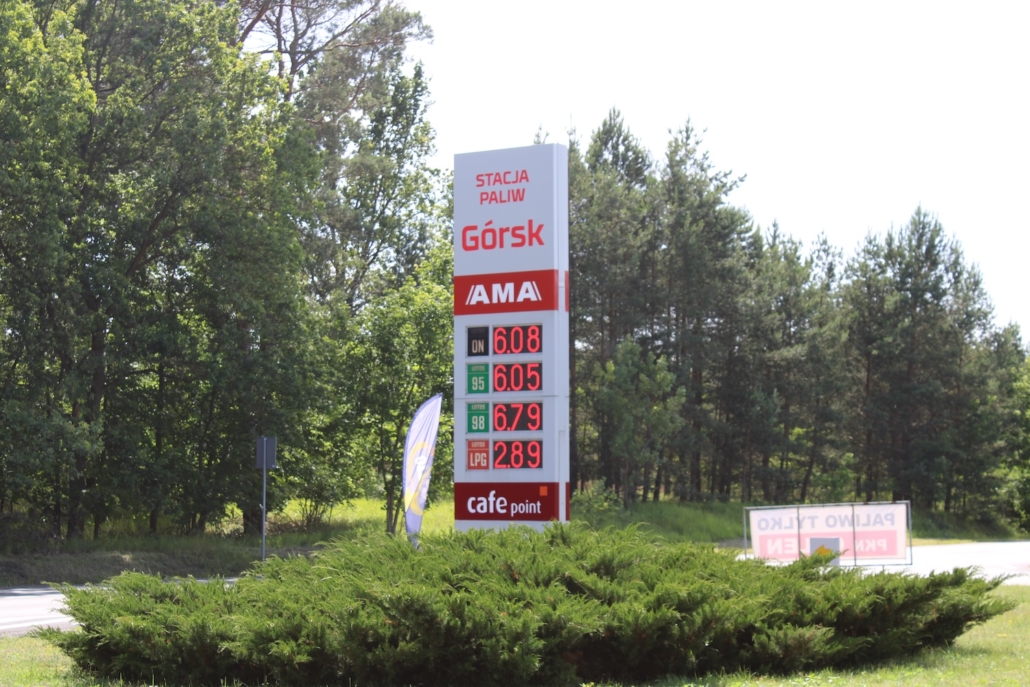 STACJA
PALIW
Górsk
AMA
ON 6.08
95 6.05
98 6.79
LPG 2.89
cafe point
PALIWO TYLKO
PKN